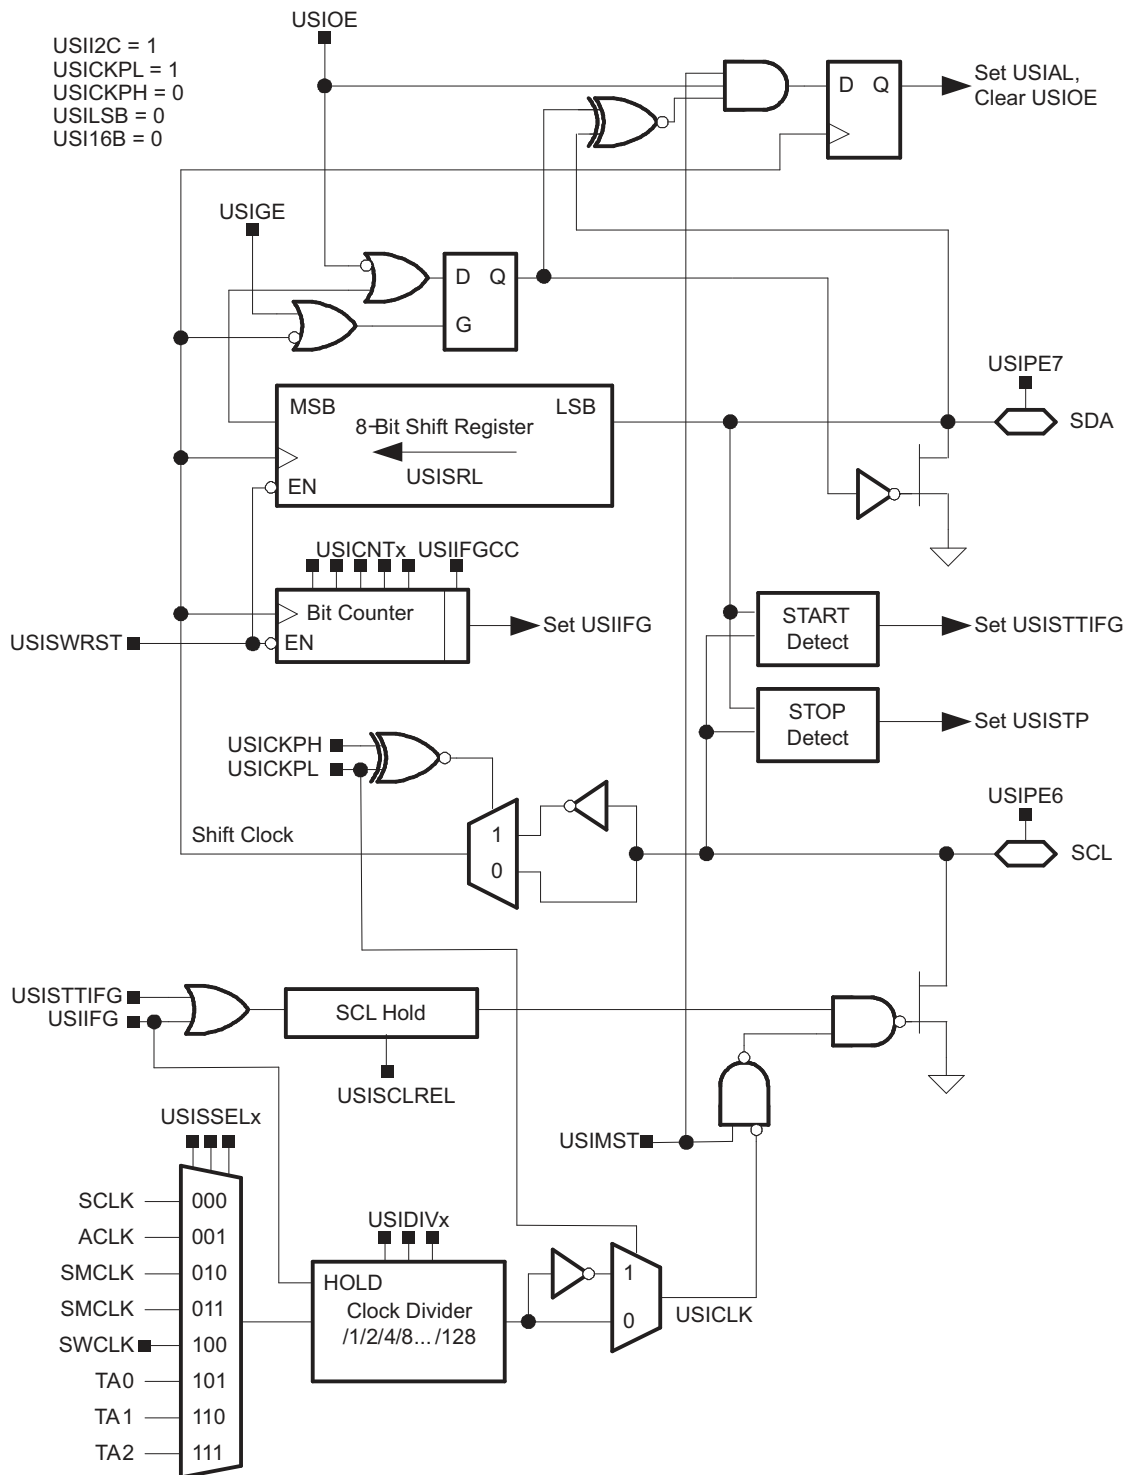 USIOE
USII2C = 1
USICKPL = 1
USICKPH = 0
USILSB = 0
USI16B = 0
D Q
Set USIAL,
Clear USIOE
USIGE
D Q
G
USIPE7
MSB
LSB
8-Bit Shift Register
SDA
USISRL
EN
USICNTx
USIIFGCC
Bit Counter
START
Detect
Set USISTTIFG
Set USIIFG
USISWRST
EN
STOP
Detect
Set USISTP
USICKPH
USICKPL
USIPE6
Shift Clock
1
0
SCL
USISTTIFG
USIIFG
SCL Hold
USISCLREL
USISSELx
USIMST
SCLK
000
ACLK
001
USIDIVx
SMCLK
010
HOLD
1
SMCLK
011
Clock Divider
/1/2/4/8... /128
0
USICLK
SWCLK
100
TA0
101
TA1
110
TA2
111